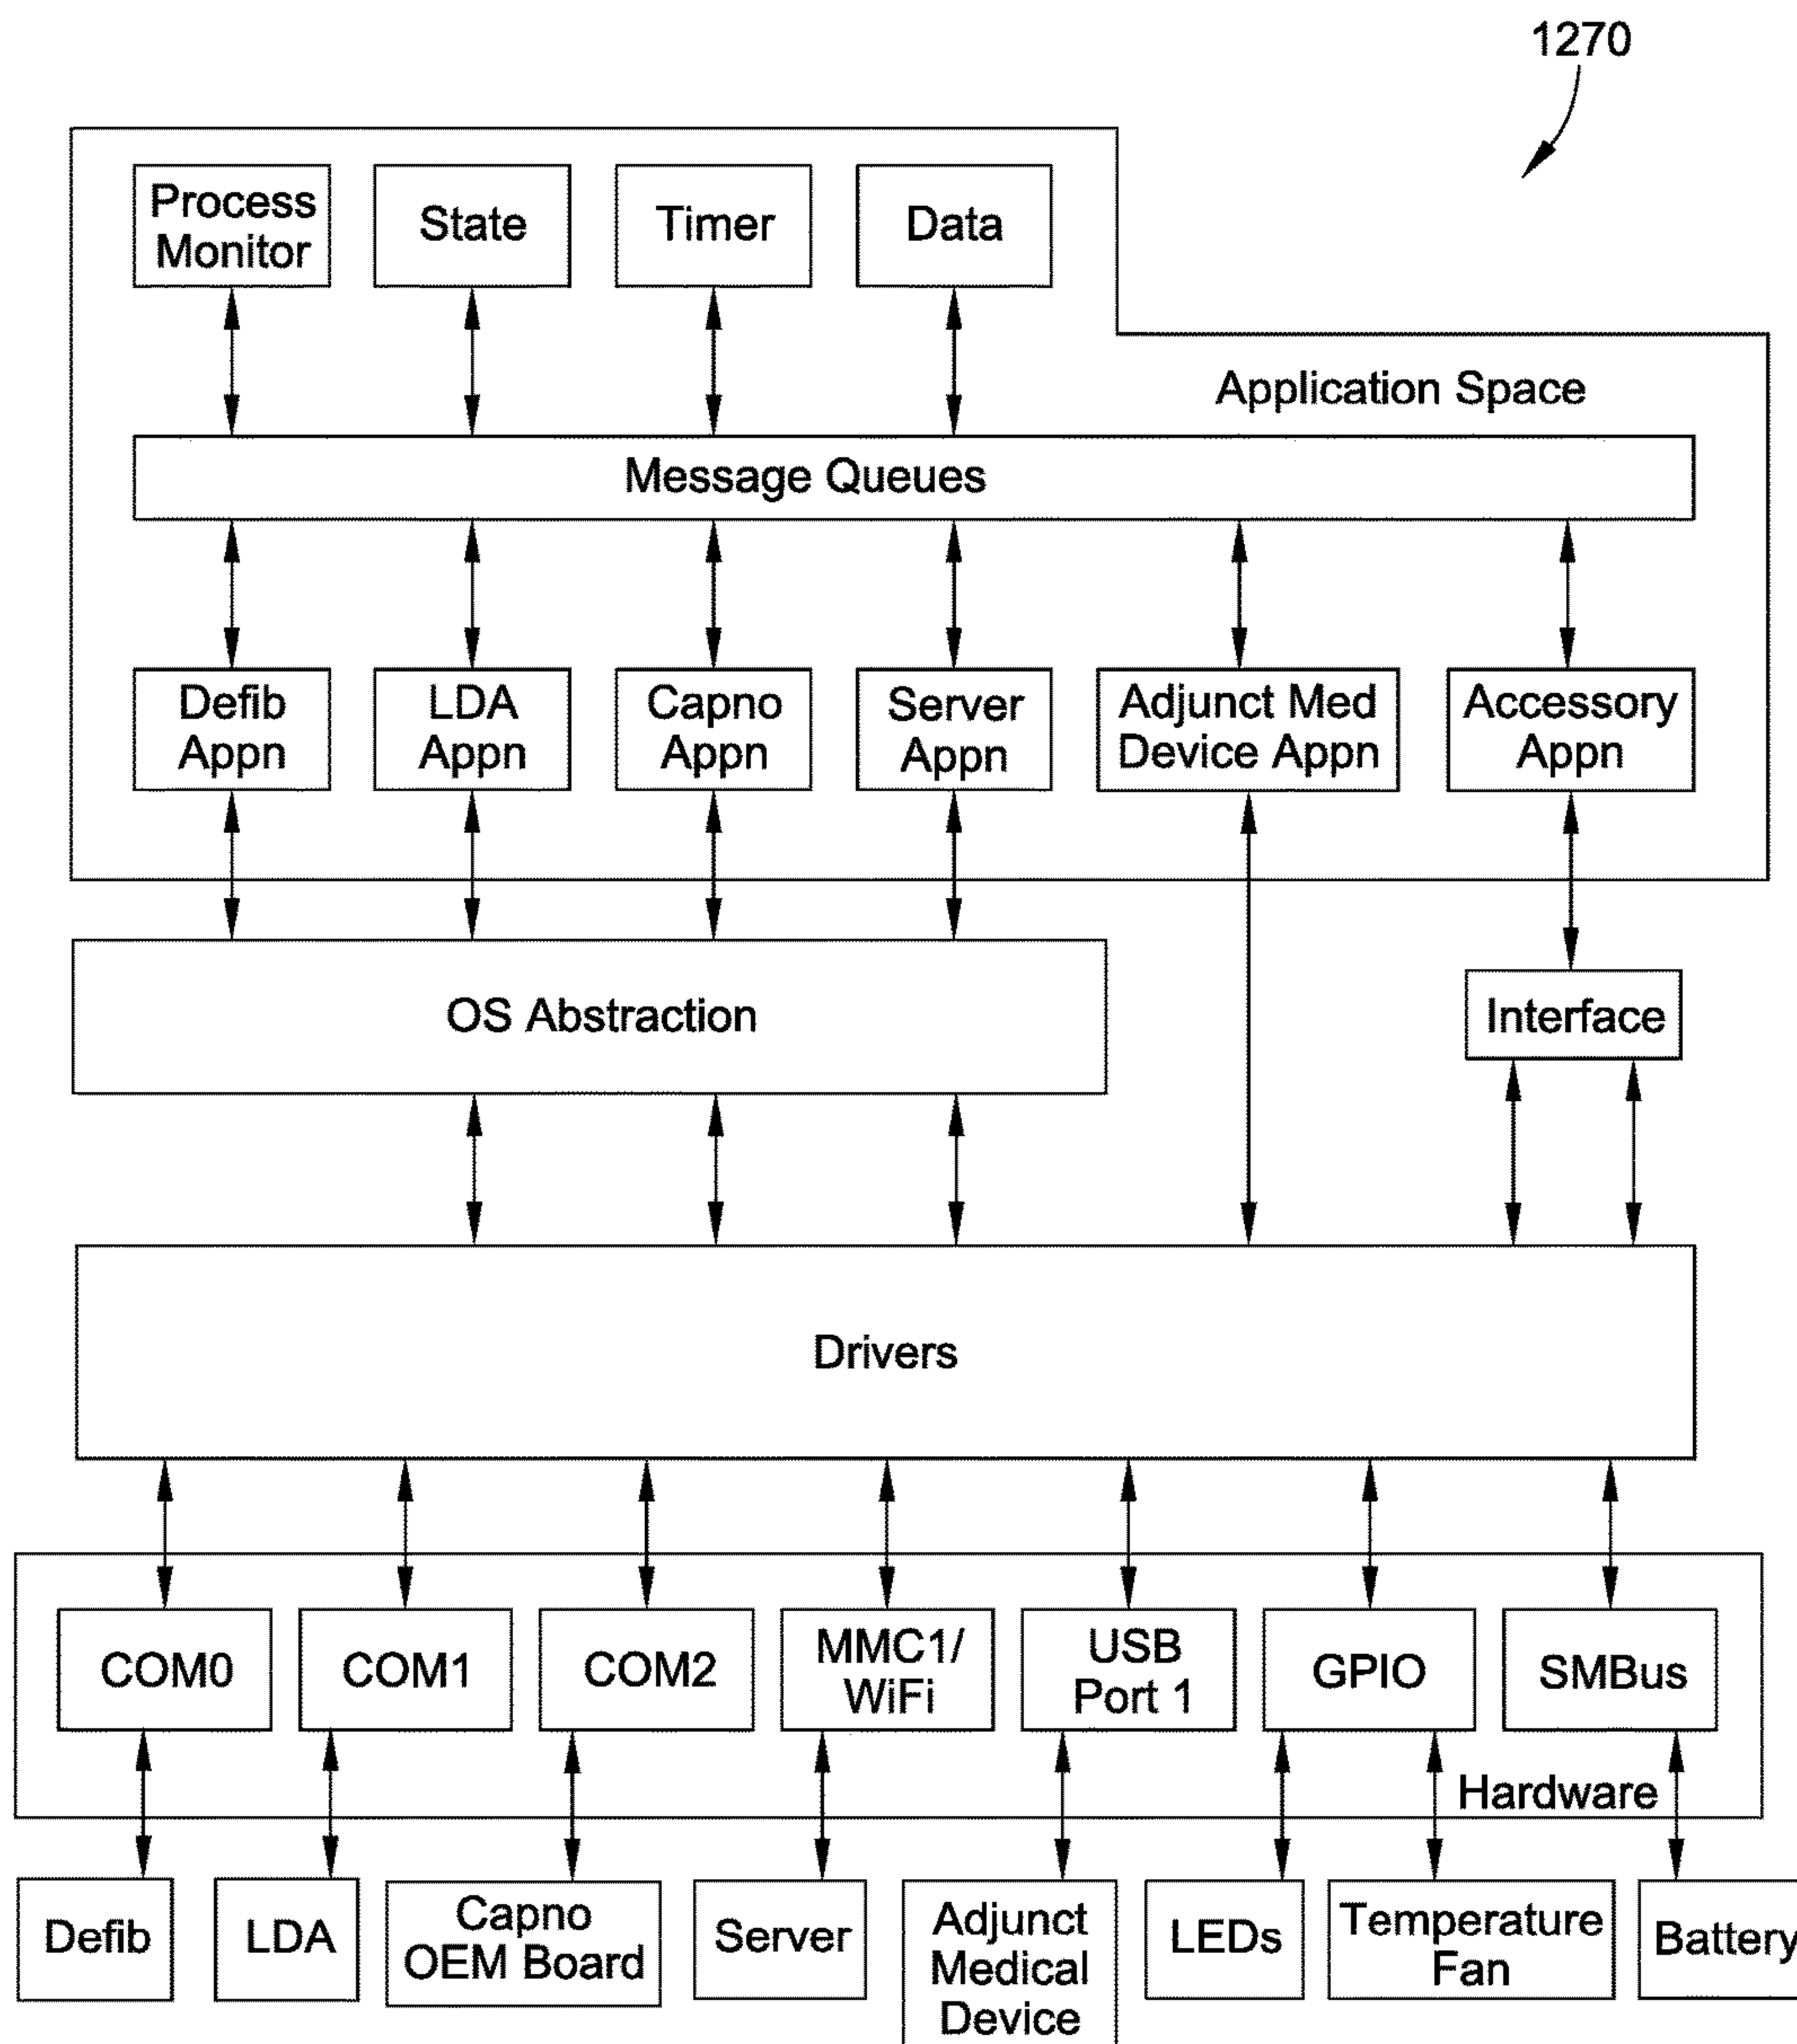 1270
Process
Monitor
State
Timer
Data
Application Space
Message Queues
Defib
Appn
LDA
Appn
Capno
Appn
Server
Appn
Adjunct Med
Device Appn
Accessory
Appn
OS Abstraction
Interface
Drivers
COM0
COM1
COM2
MMC1/
WiFi
USB
Port 1
GPIO
SMBus
Hardware
Defib
LDA
Capno
OEM Board
Server
Adjunct
Medical
Device
LEDs
Temperature
Fan
Battery